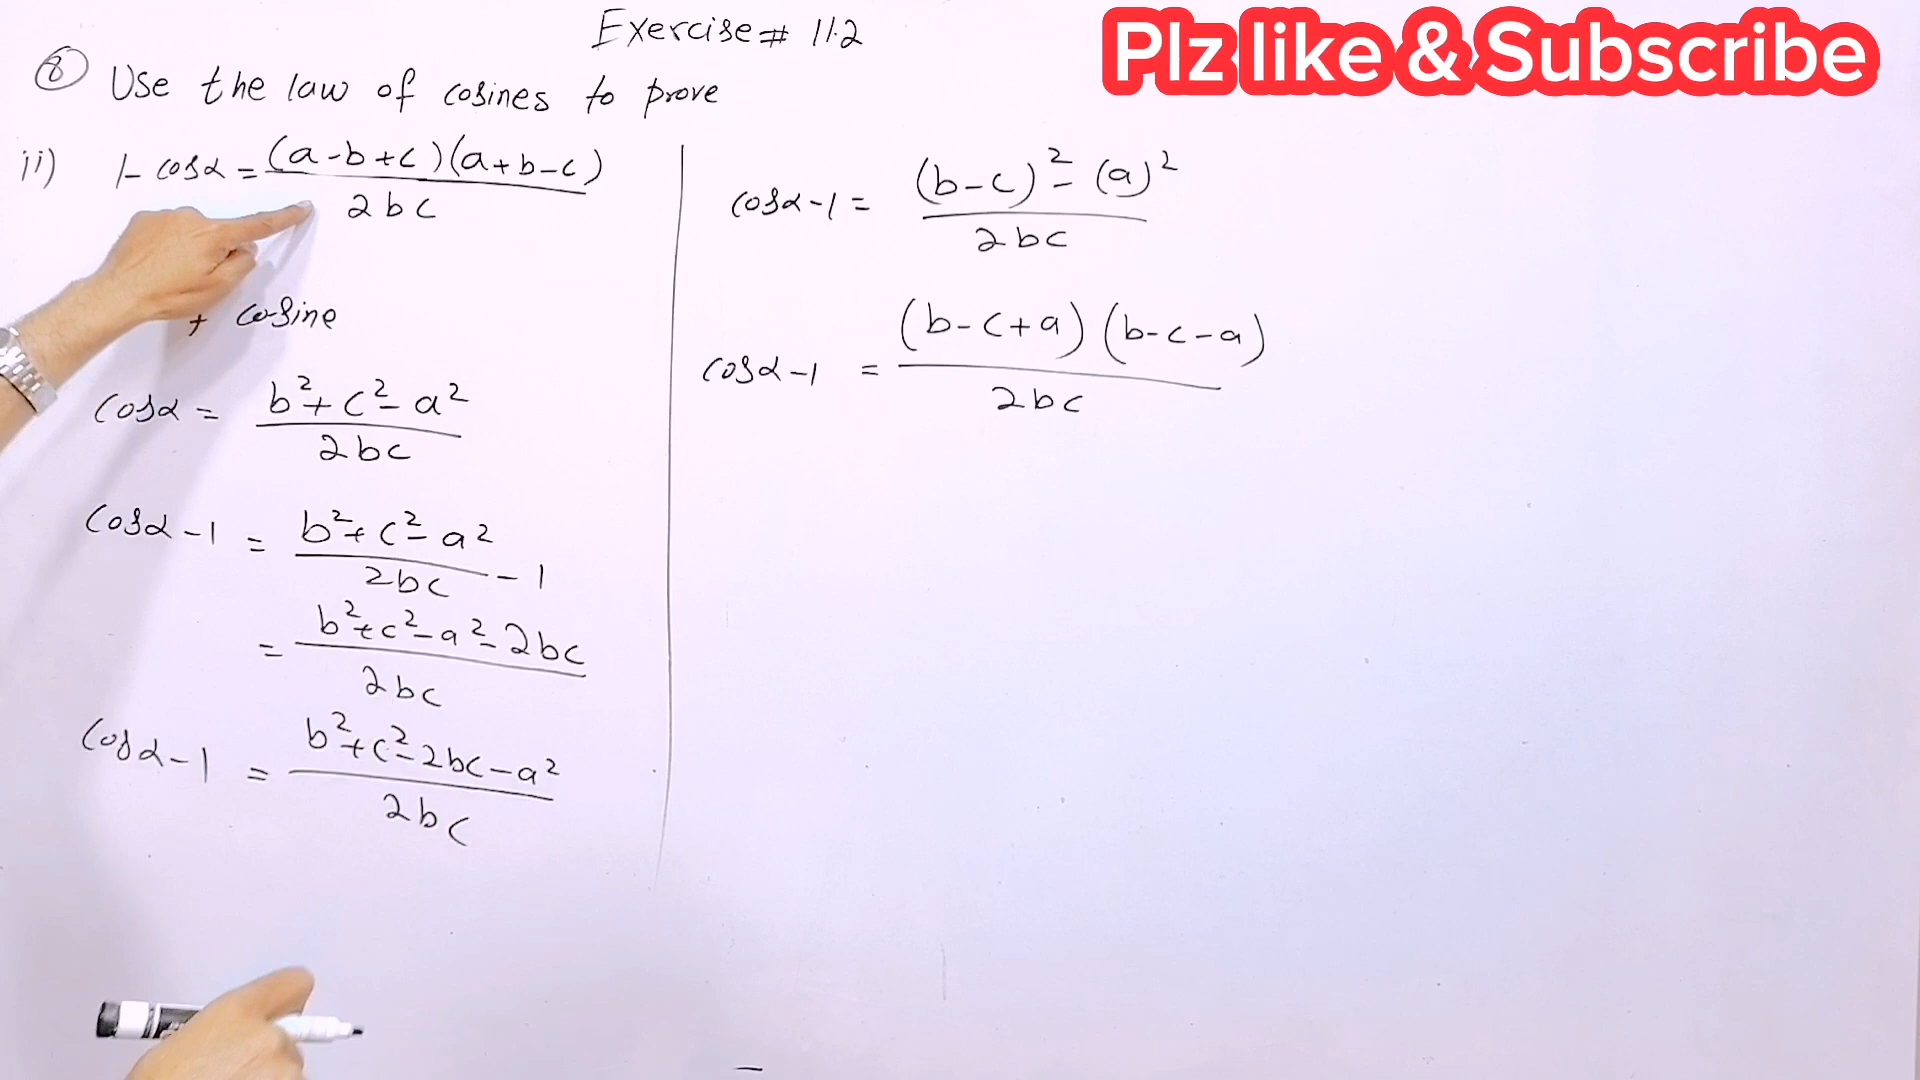 Exercise # 11.2
Plz like & Subscribe
⑧ Use the law of cosines to prove
ii) 1 - cosα = (a-b+c)(a+b-c) / 2bc
cosine
cosα = b²+c²-a² / 2bc
cosα-1 = b²+c²-a² / 2bc - 1
= b²+c²-a²-2bc / 2bc
cosα-1 = b²+c²-2bc-a² / 2bc
cosα-1 = (b-c)² - (a)² / 2bc
cosα-1 = (b-c+a) (b-c-a) / 2bc